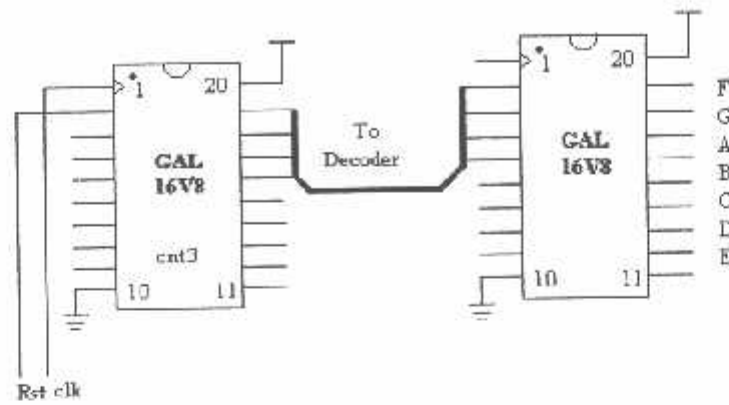 1 20
GAL
16V8
cnt3
10 11
To
Decoder
1 20
GAL
16V8
10 11
F
G
A
B
C
D
E
Rst clk